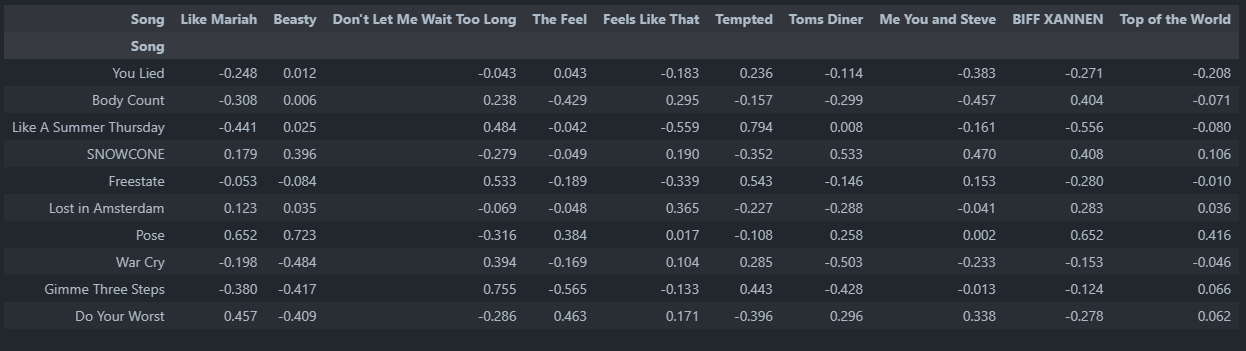 Song Like Mariah Beasty Don't Let Me Wait Too Long The Feel Feels Like That Tempted Toms Diner Me You and Steve BIFF XANNEN Top of the World
Song
You Lied -0.248 0.012 -0.043 0.043 -0.183 0.236 -0.114 -0.383 -0.271 -0.208
Body Count -0.308 0.006 0.238 -0.429 0.295 -0.157 -0.299 -0.457 0.404 -0.071
Like A Summer Thursday -0.441 0.025 0.484 -0.042 -0.559 0.794 0.008 -0.161 -0.556 -0.080
SNOWCONE 0.179 0.396 -0.279 -0.049 0.190 -0.352 0.533 0.470 0.408 0.106
Freestate -0.053 -0.084 0.533 -0.189 -0.339 0.543 -0.146 0.153 -0.280 -0.010
Lost in Amsterdam 0.123 0.035 -0.069 -0.048 0.365 -0.227 -0.288 -0.041 0.283 0.036
Pose 0.652 0.723 -0.316 0.384 0.017 -0.108 0.258 0.002 0.652 0.416
War Cry -0.198 -0.484 0.394 -0.169 0.104 0.285 -0.503 -0.233 -0.153 -0.046
Gimme Three Steps -0.380 -0.417 0.755 -0.565 -0.133 0.443 -0.428 -0.013 -0.124 0.066
Do Your Worst 0.457 -0.409 -0.286 0.463 0.171 -0.396 0.296 0.338 -0.278 0.062